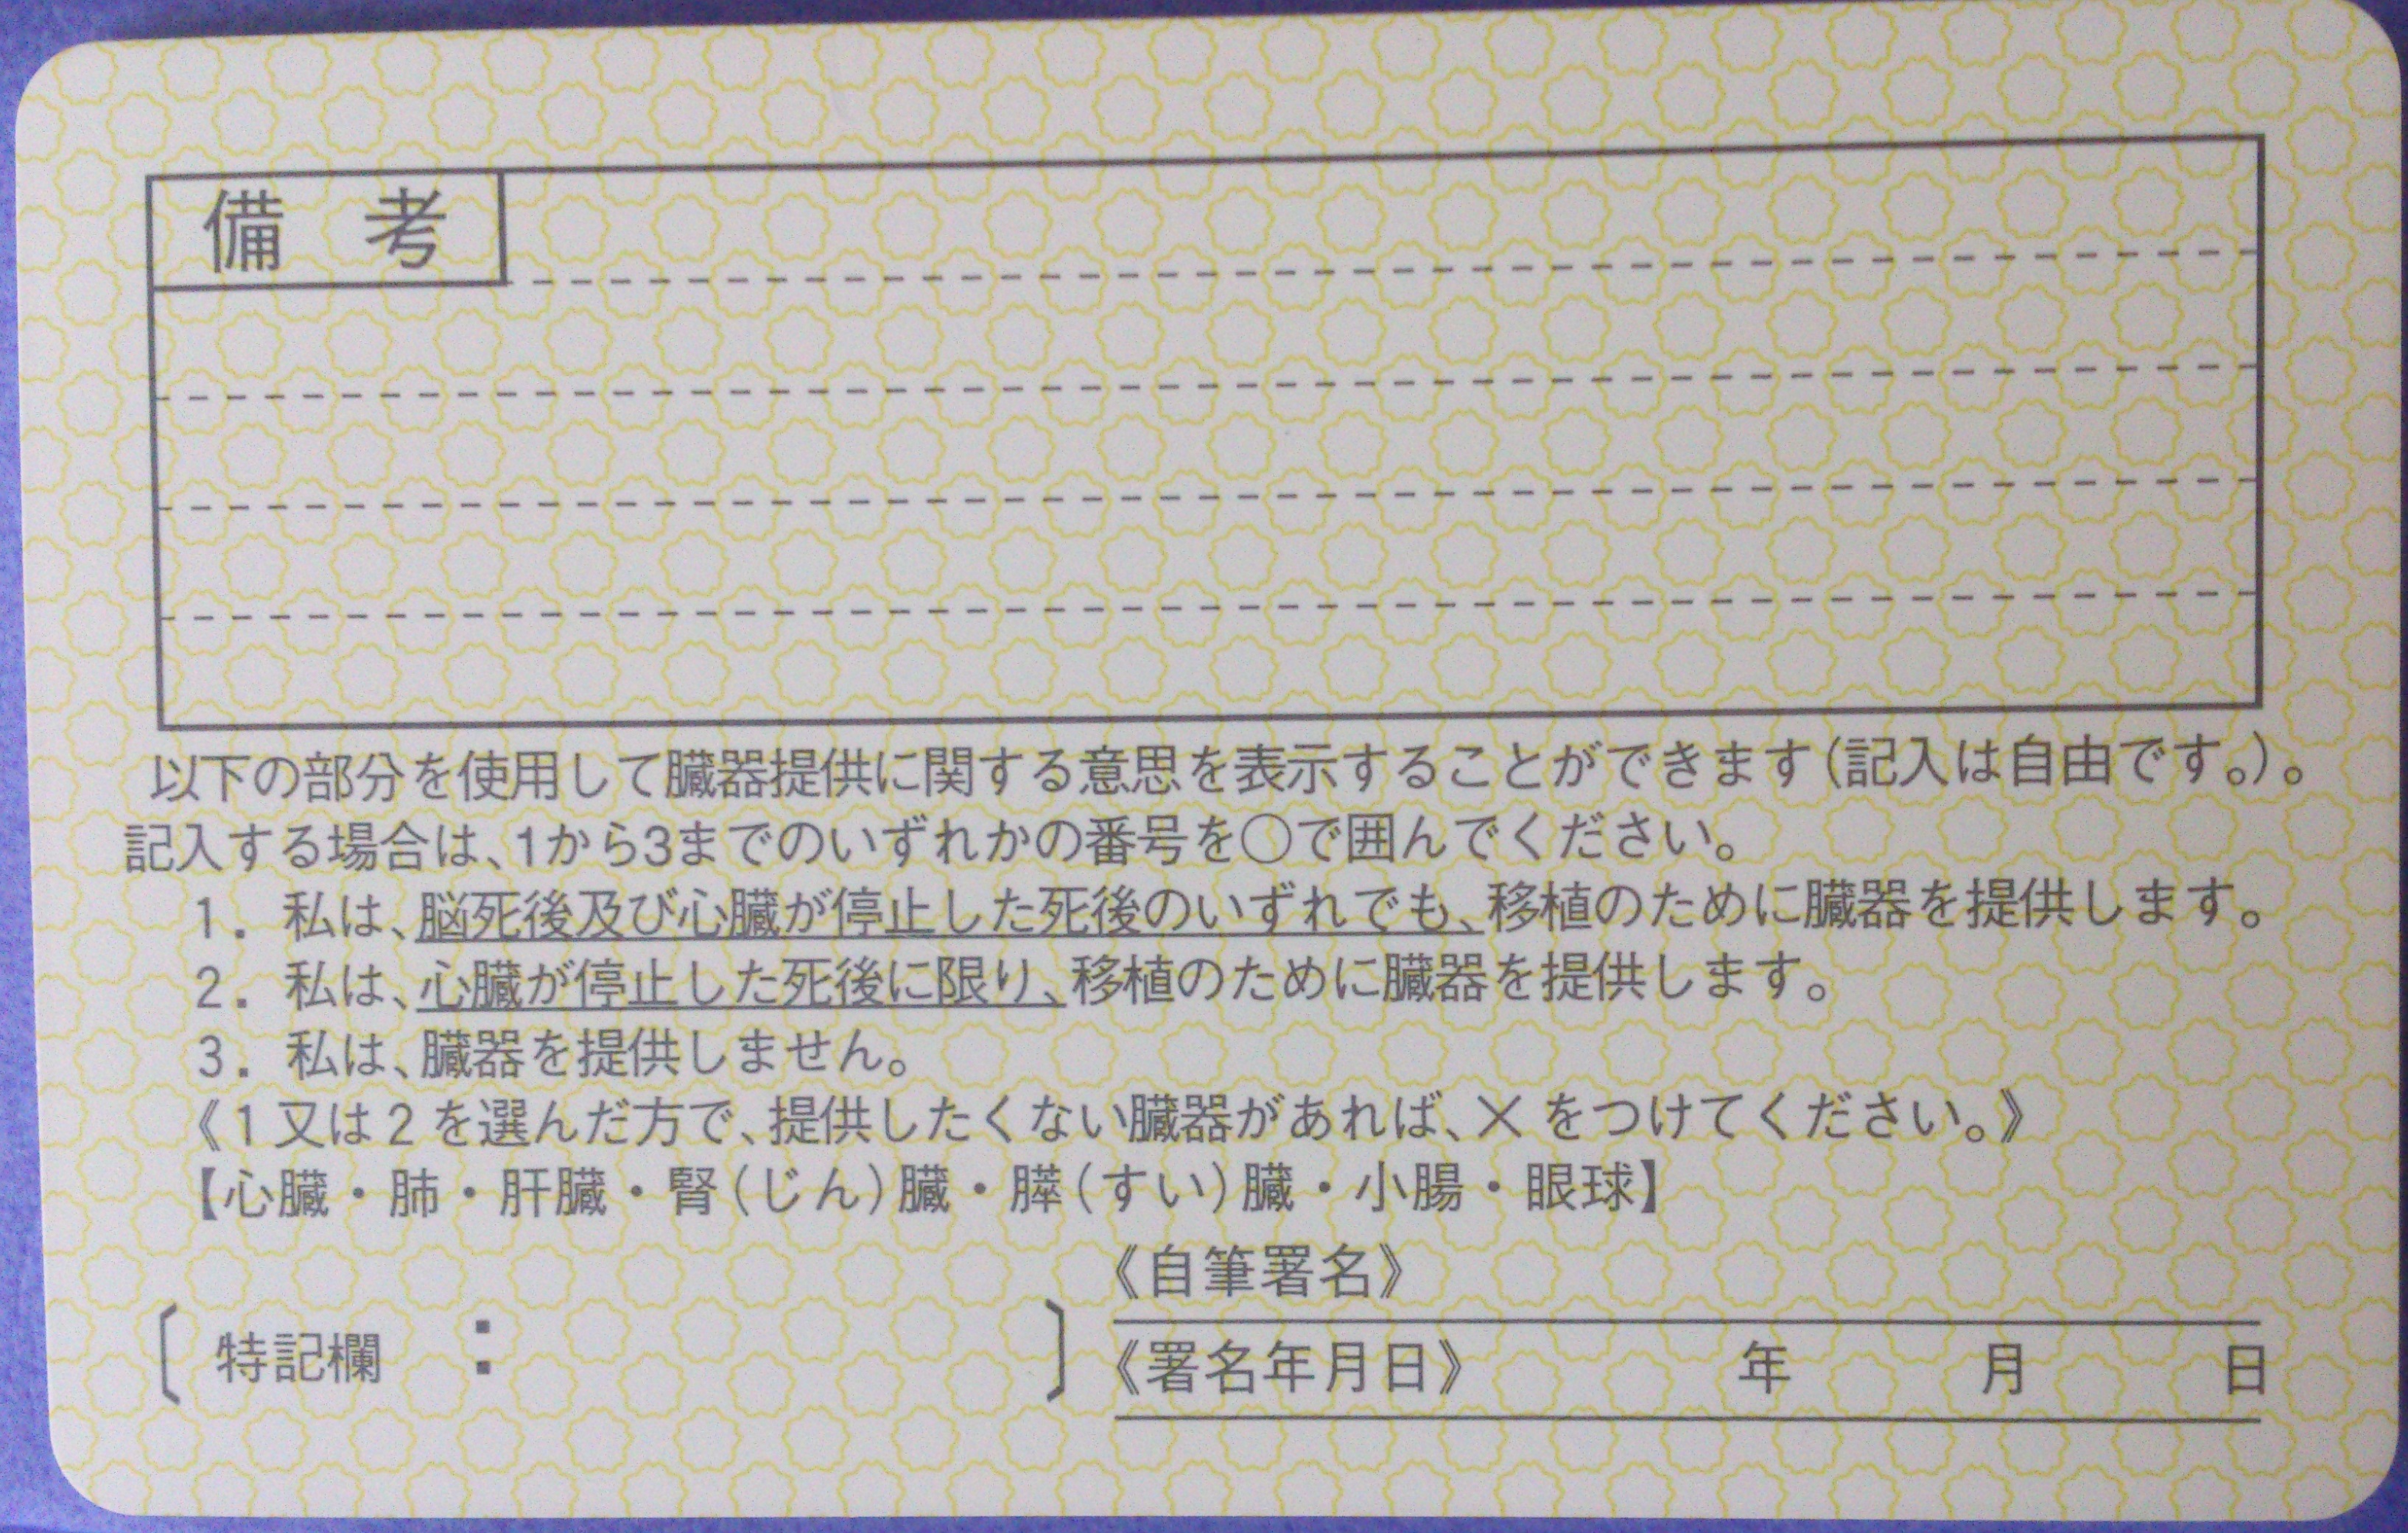 備考
以下の部分を使用して臓器提供に関する意思を表示することができます(記入は自由です。)。
記入する場合は、1から3までのいずれかの番号を〇で囲んでください。
1. 私は、脳死後及び心臓が停止した死後のいずれでも、移植のために臓器を提供します。
2. 私は、心臓が停止した死後に限り、移植のために臓器を提供します。
3. 私は、臓器を提供しません。
《1又は2を選んだ方で、提供したくない臓器があれば、×をつけてください。》
【心臓・肺・肝臓・腎(じん)臓・膵(すい)臓・小腸・眼球】
《自筆署名》
〔特記欄: 〕
《署名年月日》 年 月 日